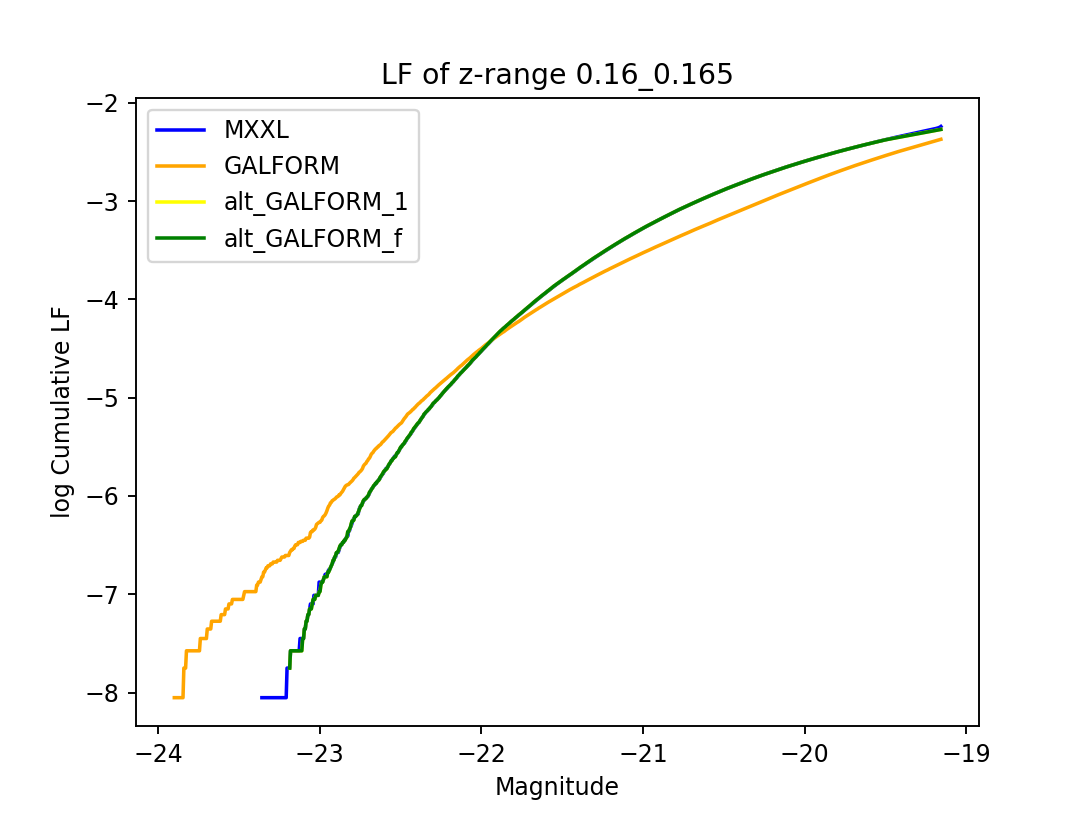 LF of z-range 0.16_0.165
MXXL
GALFORM
alt_GALFORM_1
alt_GALFORM_f
log Cumulative LF
−2
−3
−4
−5
−6
−7
−8
−24
−23
−22
−21
−20
−19
Magnitude